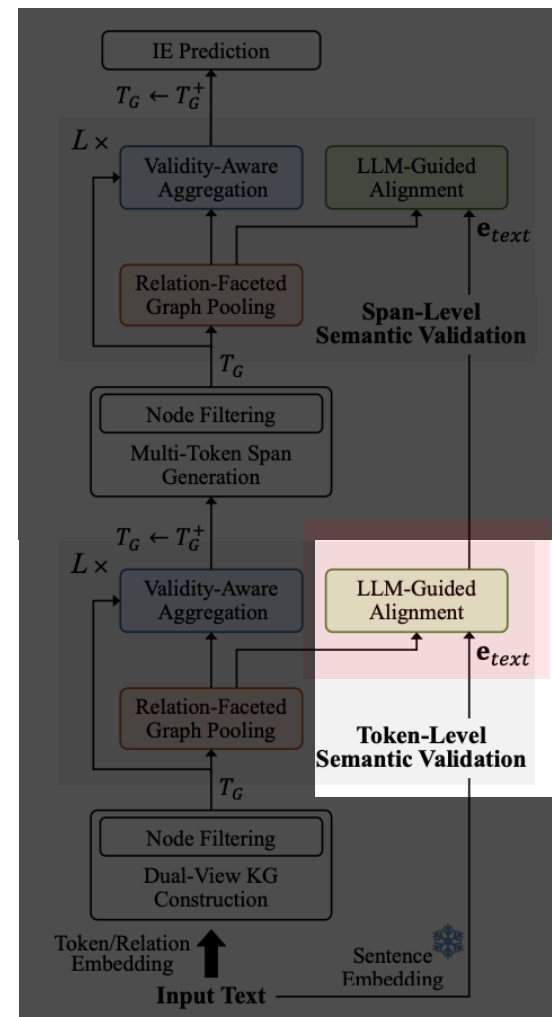 IE Prediction
T_G ← T_G^+
L ×
Validity-Aware
Aggregation
LLM-Guided
Alignment
e_text
Relation-Faceted
Graph Pooling
Span-Level
Semantic Validation
T_G
Node Filtering
Multi-Token Span
Generation
T_G ← T_G^+
L ×
Validity-Aware
Aggregation
LLM-Guided
Alignment
e_text
Relation-Faceted
Graph Pooling
Token-Level
Semantic Validation
T_G
Node Filtering
Dual-View KG
Construction
Token/Relation
Embedding
Sentence
Embedding
Input Text